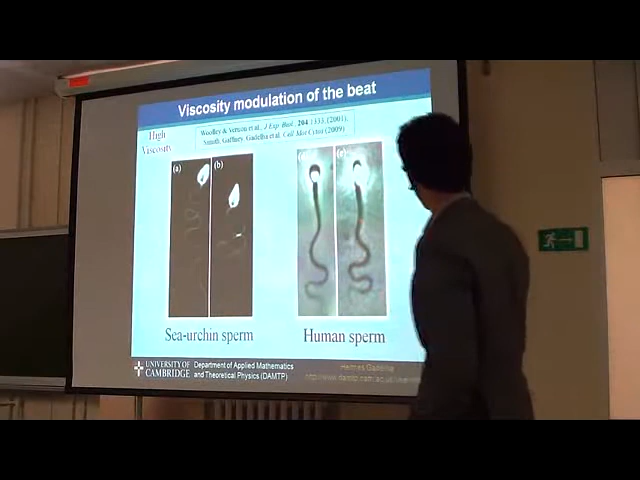 Viscosity modulation of the beat
High
Viscosity
Woolley & Vernon et al., J Exp. Biol., 204:1333, (2001),
Smith, Gaffney, Gadelha et al. Cell Mot Cytos (2009)
(a) (b)
Sea-urchin sperm Human sperm
UNIVERSITY OF
CAMBRIDGE
Department of Applied Mathematics
and Theoretical Physics (DAMTP)
Hermes Gadelha